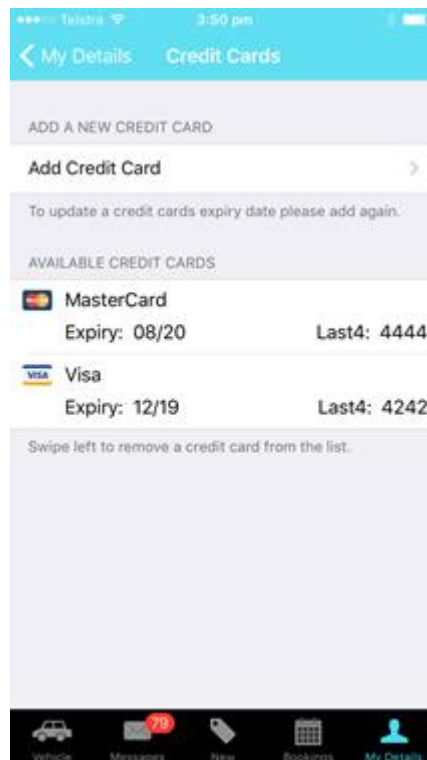 Telstra 3:50 pm
My Details Credit Cards
ADD A NEW CREDIT CARD
Add Credit Card
To update a credit cards expiry date please add again.
AVAILABLE CREDIT CARDS
MasterCard
Expiry: 08/20 Last4: 4444
VISA Visa
Expiry: 12/19 Last4: 4242
Swipe left to remove a credit card from the list.
79
Vehicle Messages New Bookings My Details